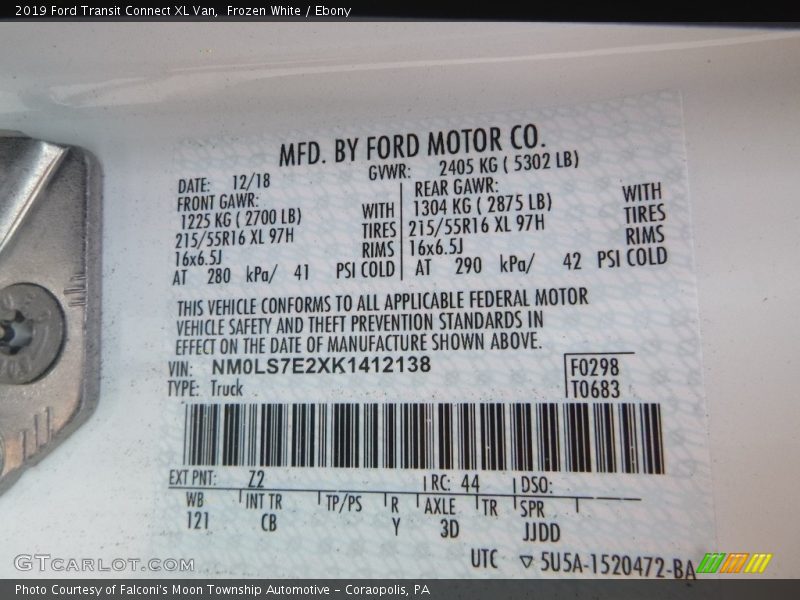 2019 Ford Transit Connect XL Van, Frozen White / Ebony
MFD. BY FORD MOTOR CO.
DATE: 12/18 GVWR: 2405 KG ( 5302 LB)
FRONT GAWR: REAR GAWR:
1225 KG ( 2700 LB) WITH 1304 KG ( 2875 LB) WITH
215/55R16 XL 97H TIRES 215/55R16 XL 97H TIRES
16x6.5J RIMS 16x6.5J RIMS
AT 280 kPa/ 41 PSI COLD AT 290 kPa/ 42 PSI COLD
THIS VEHICLE CONFORMS TO ALL APPLICABLE FEDERAL MOTOR
VEHICLE SAFETY AND THEFT PREVENTION STANDARDS IN
EFFECT ON THE DATE OF MANUFACTURE SHOWN ABOVE.
VIN: NM0LS7E2XK1412138 F0298
TYPE: Truck T0683
EXT PNT: Z2 RC: 44 DSO:
WB INT TR TP/PS R AXLE TR SPR
121 CB Y 3D JJDD
UTC ▽ 5U5A-1520472-BA
GTCARLOT.COM
Photo Courtesy of Falconi's Moon Township Automotive – Coraopolis, PA